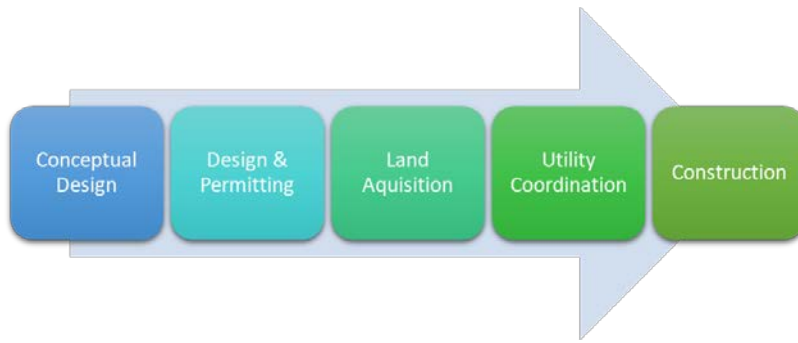 Conceptual
Design
Design &
Permitting
Land
Aquisition
Utility
Coordination
Construction